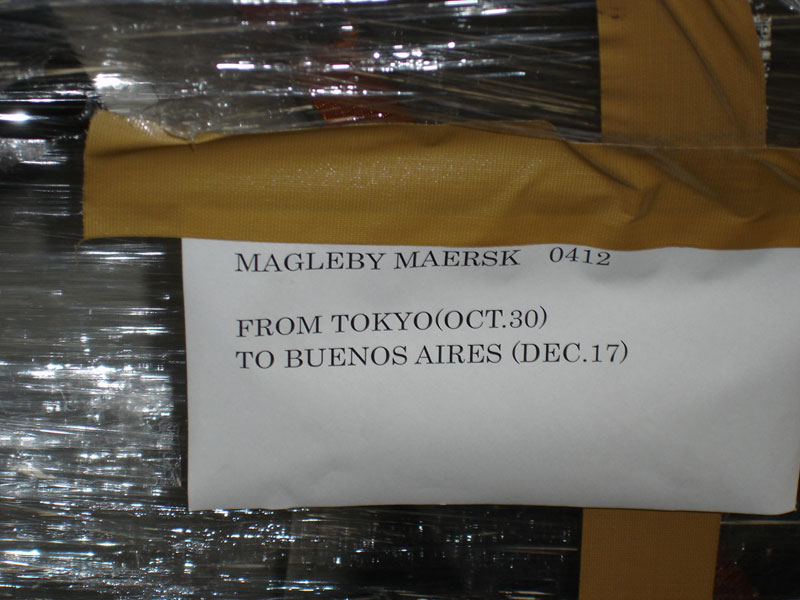 MAGLEBY MAERSK 0412
FROM TOKYO(OCT.30)
TO BUENOS AIRES (DEC.17)